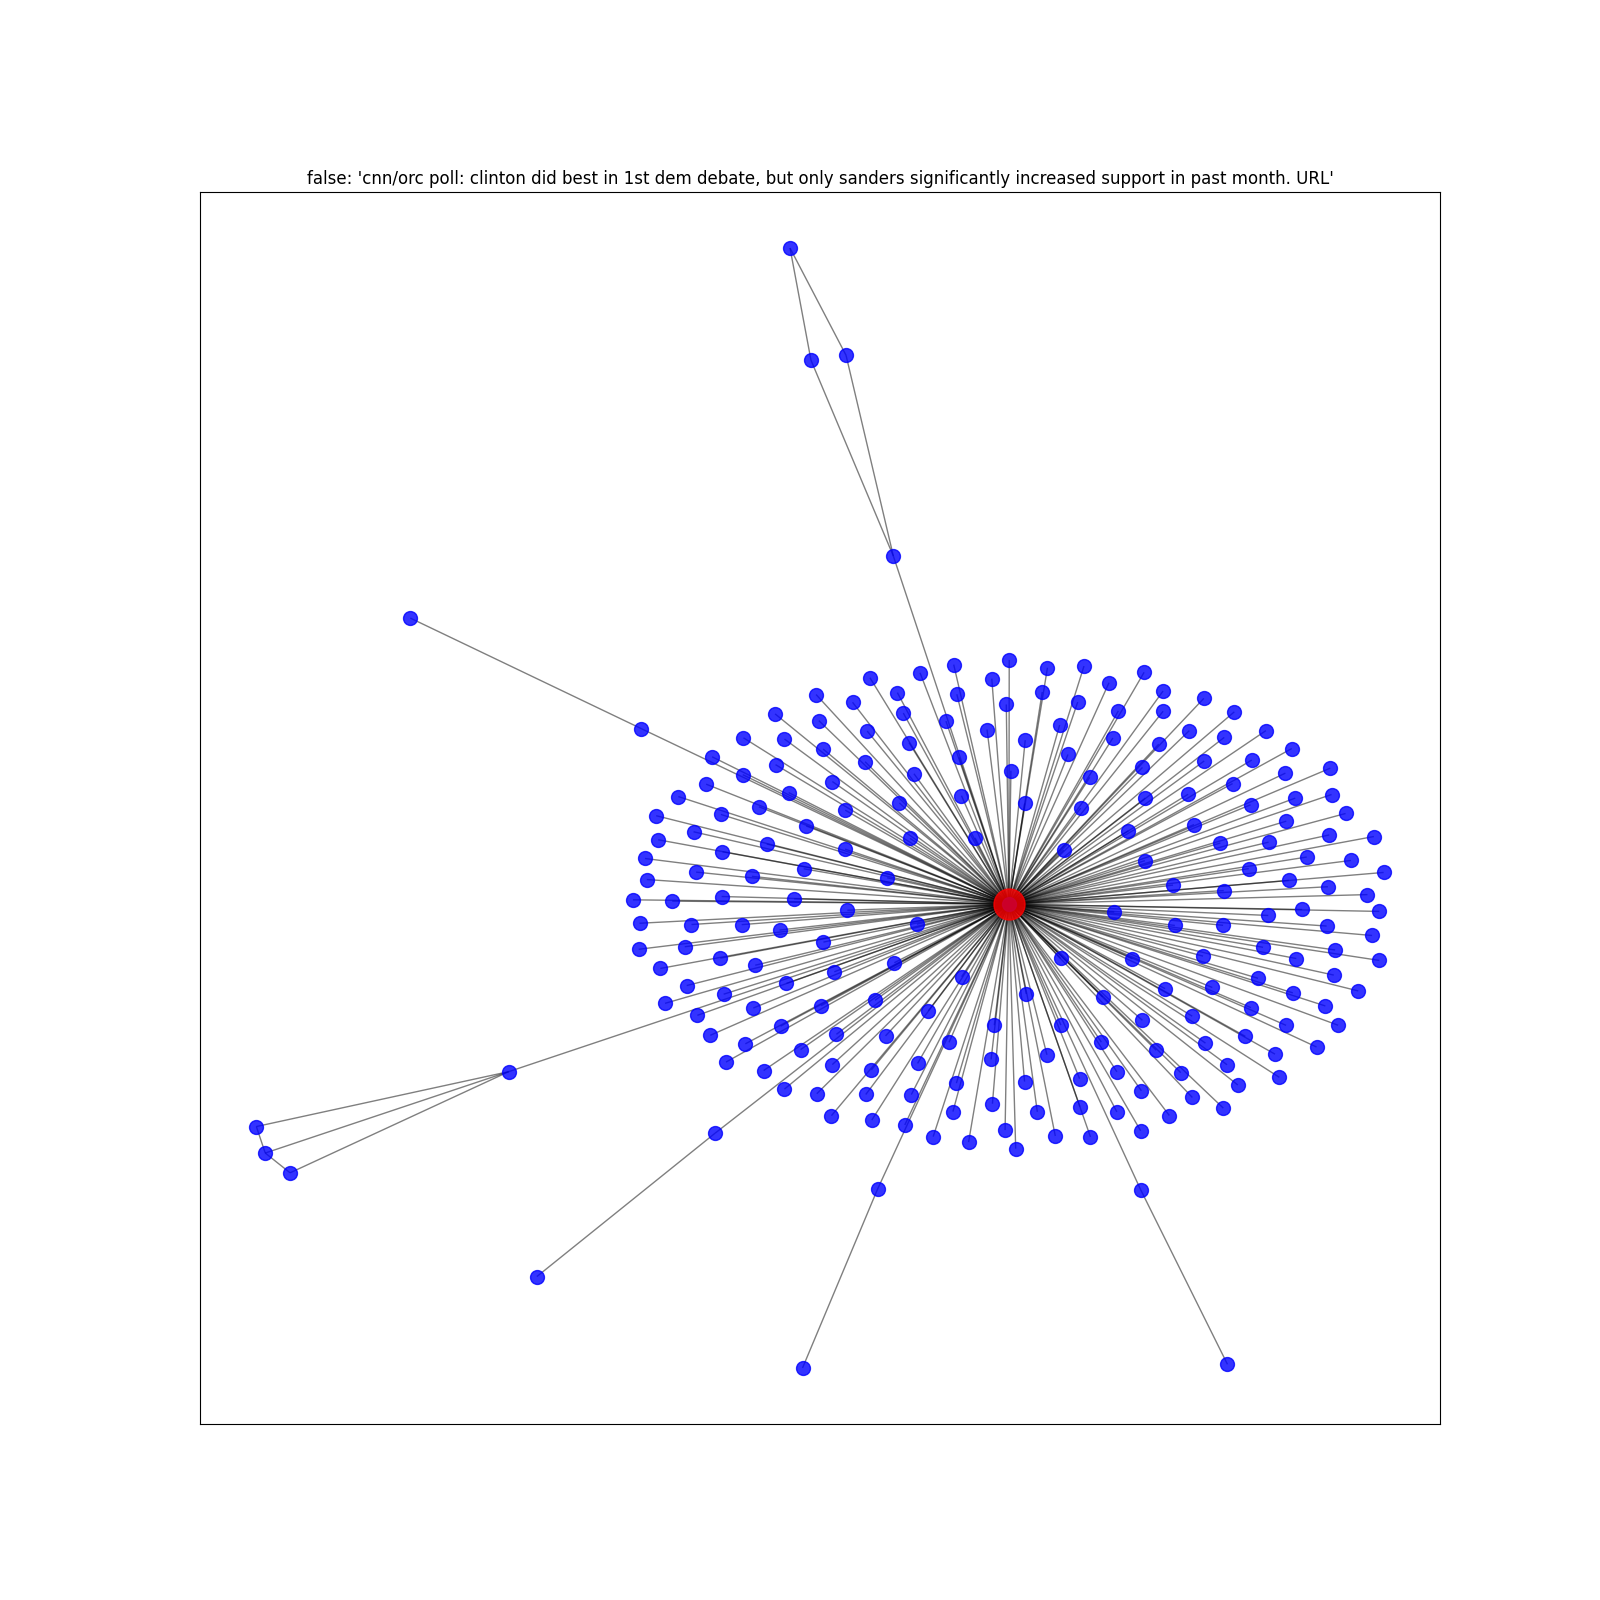 false: 'cnn/orc poll: clinton did best in 1st dem debate, but only sanders significantly increased support in past month. URL'